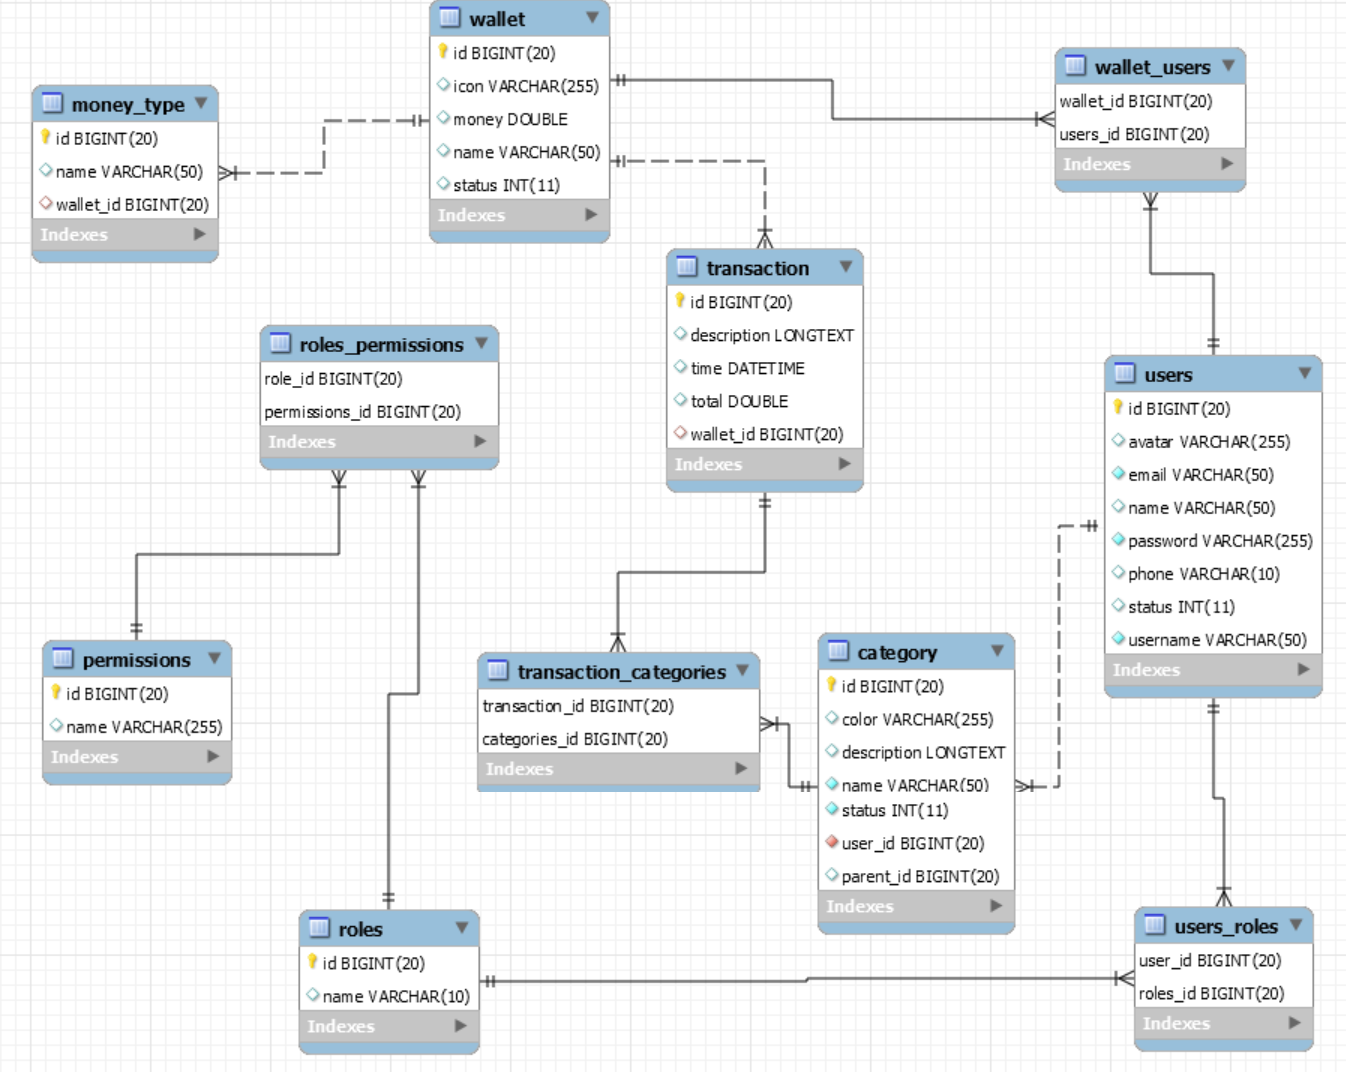 wallet
id BIGINT(20)
icon VARCHAR(255)
money DOUBLE
name VARCHAR(50)
status INT(11)
Indexes
wallet_users
wallet_id BIGINT(20)
users_id BIGINT(20)
Indexes
money_type
id BIGINT(20)
name VARCHAR(50)
wallet_id BIGINT(20)
Indexes
transaction
id BIGINT(20)
description LONGTEXT
time DATETIME
total DOUBLE
wallet_id BIGINT(20)
Indexes
roles_permissions
role_id BIGINT(20)
permissions_id BIGINT(20)
Indexes
users
id BIGINT(20)
avatar VARCHAR(255)
email VARCHAR(50)
name VARCHAR(50)
password VARCHAR(255)
phone VARCHAR(10)
status INT(11)
username VARCHAR(50)
Indexes
permissions
id BIGINT(20)
name VARCHAR(255)
Indexes
transaction_categories
transaction_id BIGINT(20)
categories_id BIGINT(20)
Indexes
category
id BIGINT(20)
color VARCHAR(255)
description LONGTEXT
name VARCHAR(50)
status INT(11)
user_id BIGINT(20)
parent_id BIGINT(20)
Indexes
roles
id BIGINT(20)
name VARCHAR(10)
Indexes
users_roles
user_id BIGINT(20)
roles_id BIGINT(20)
Indexes